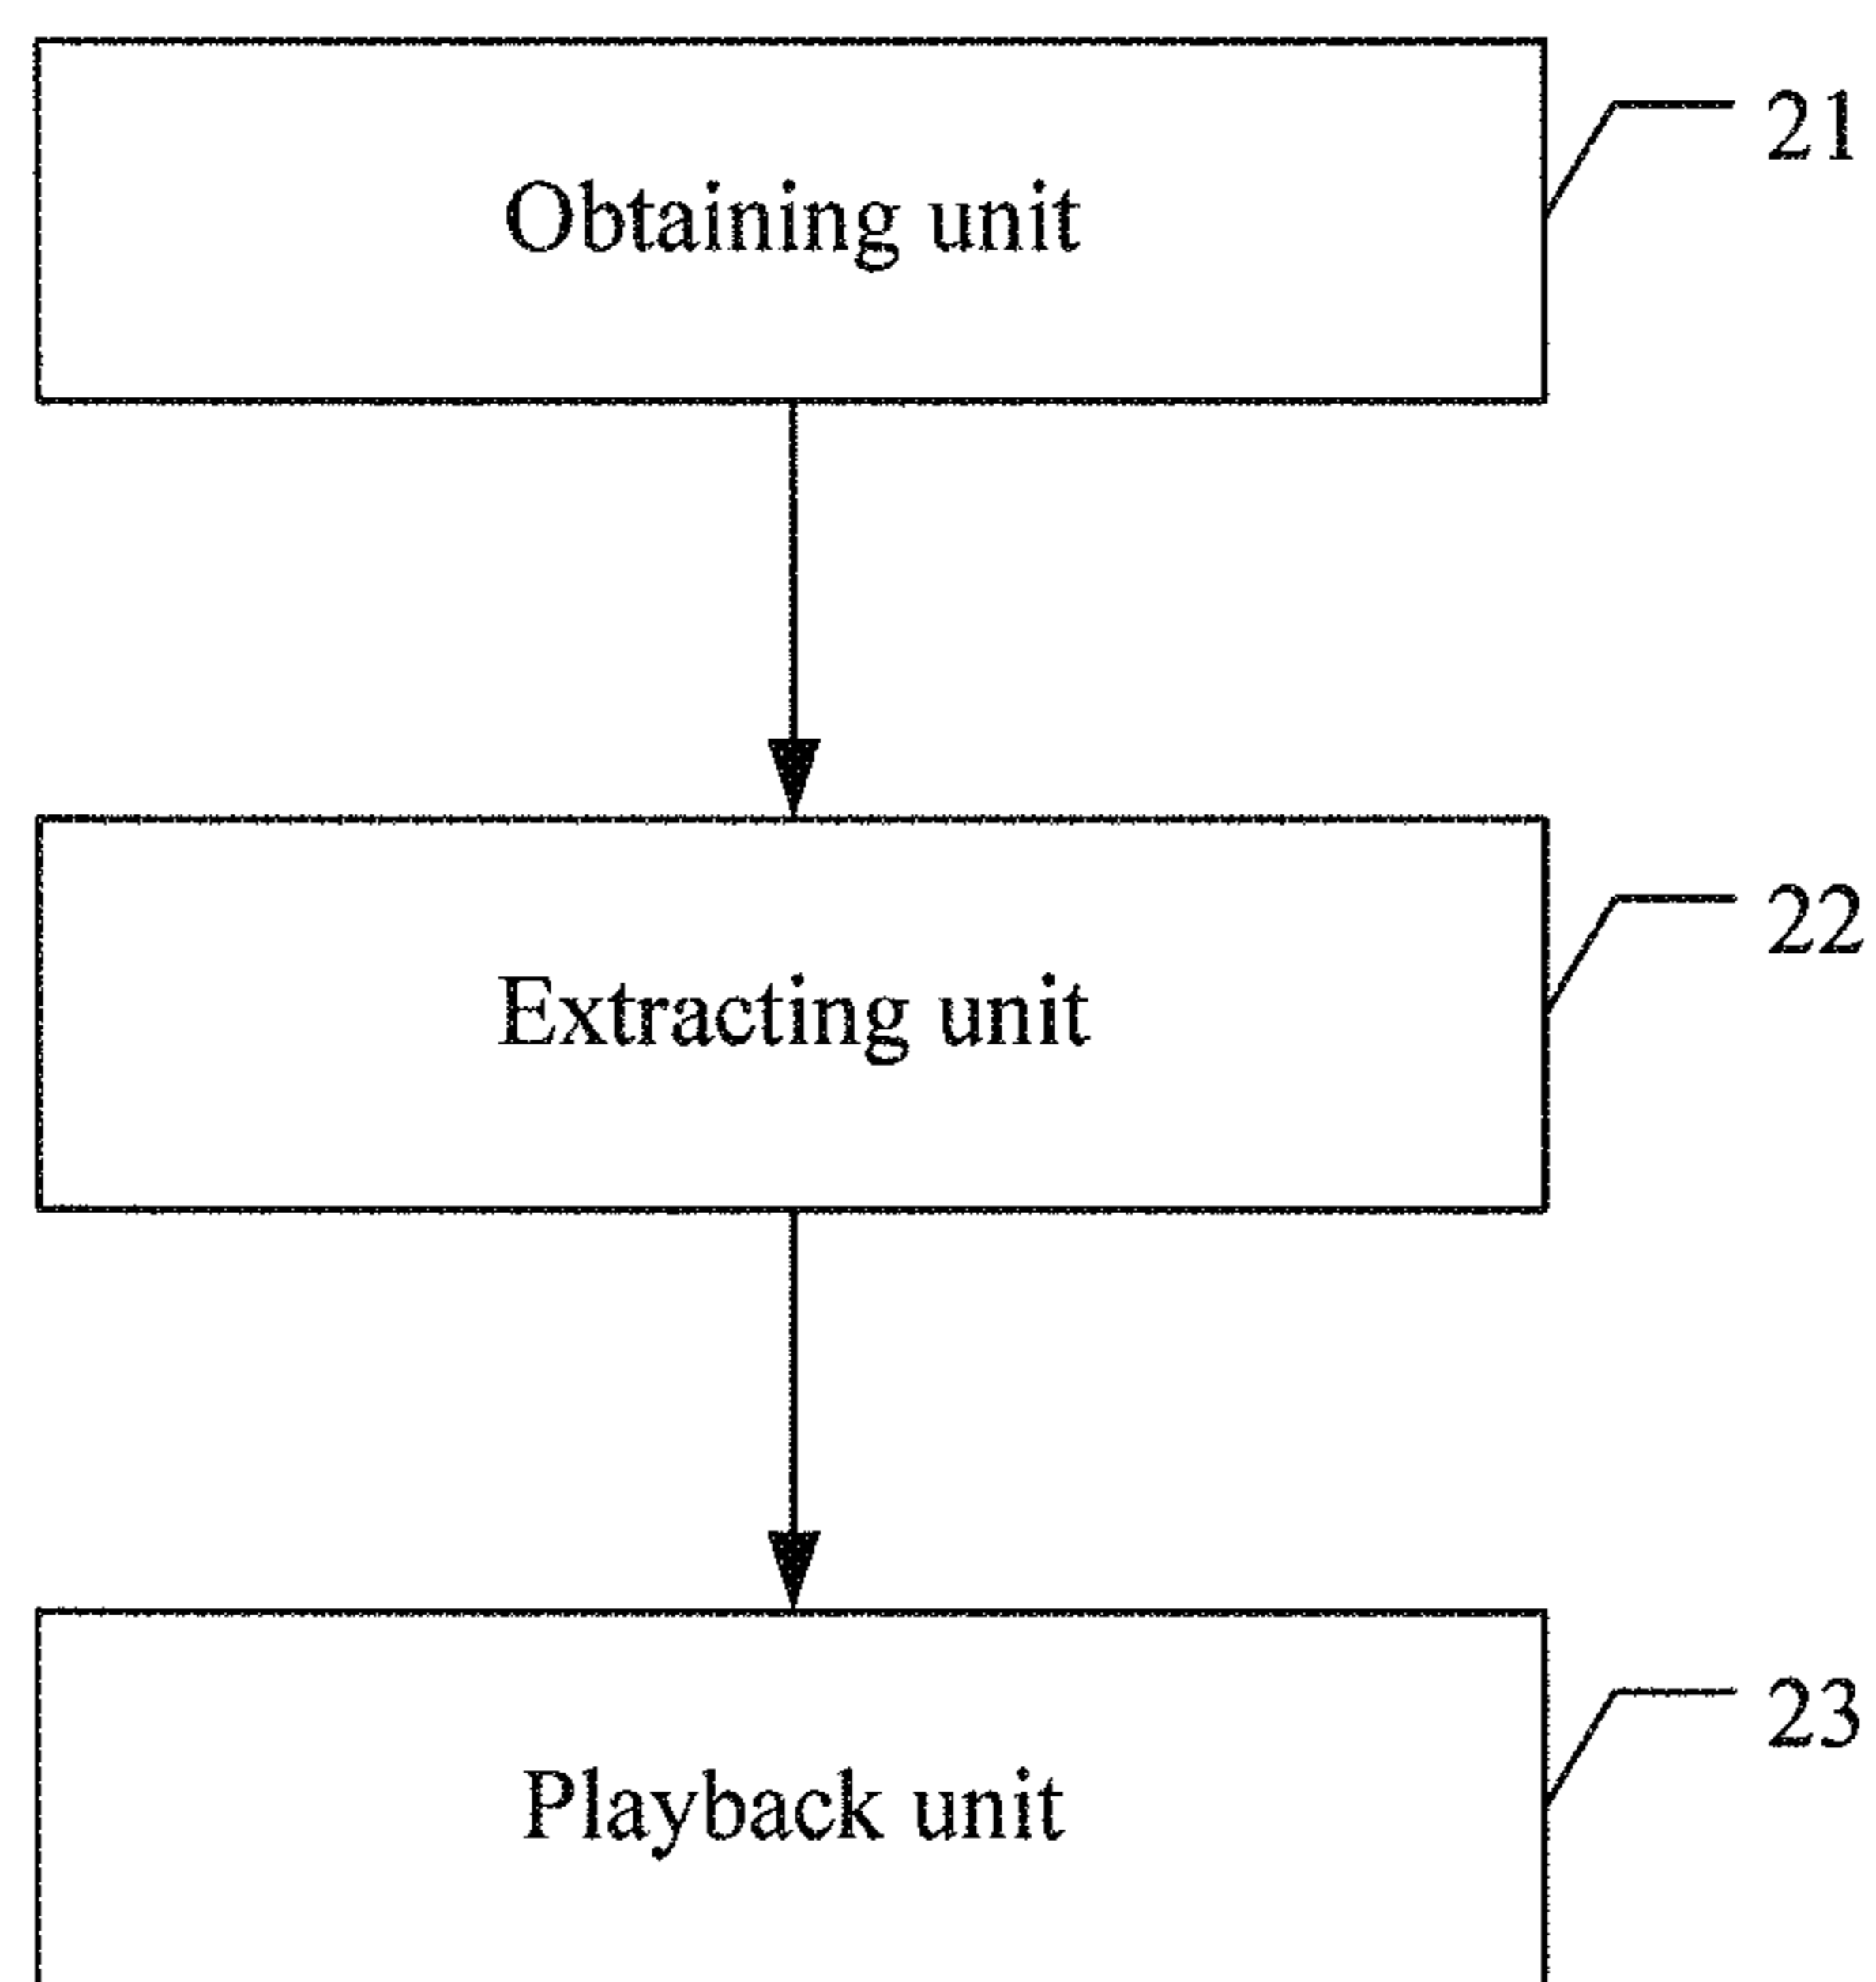 21
Obtaining unit
22
Extracting unit
23
Playback unit